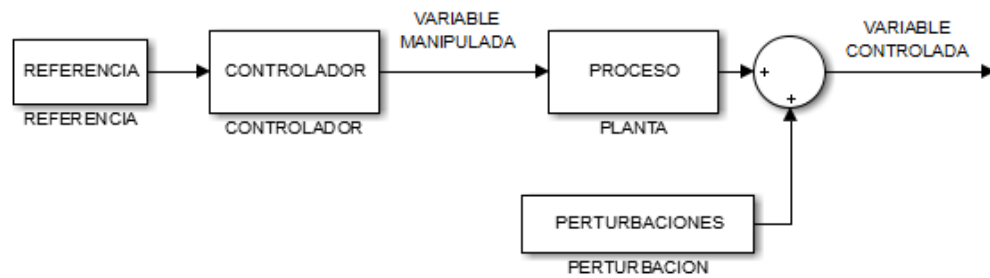 VARIABLE
MANIPULADA
VARIABLE
CONTROLADA
REFERENCIA
CONTROLADOR
PROCESO
+
+
REFERENCIA
CONTROLADOR
PLANTA
PERTURBACIONES
PERTURBACION